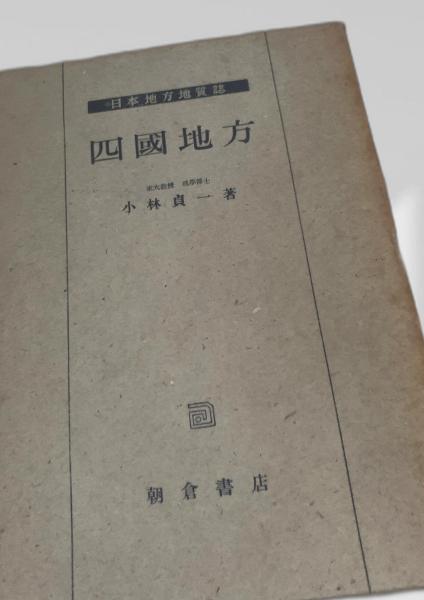 日本地方地質誌
四國地方
東大教授 理學博士
小林貞一著
朝倉書店